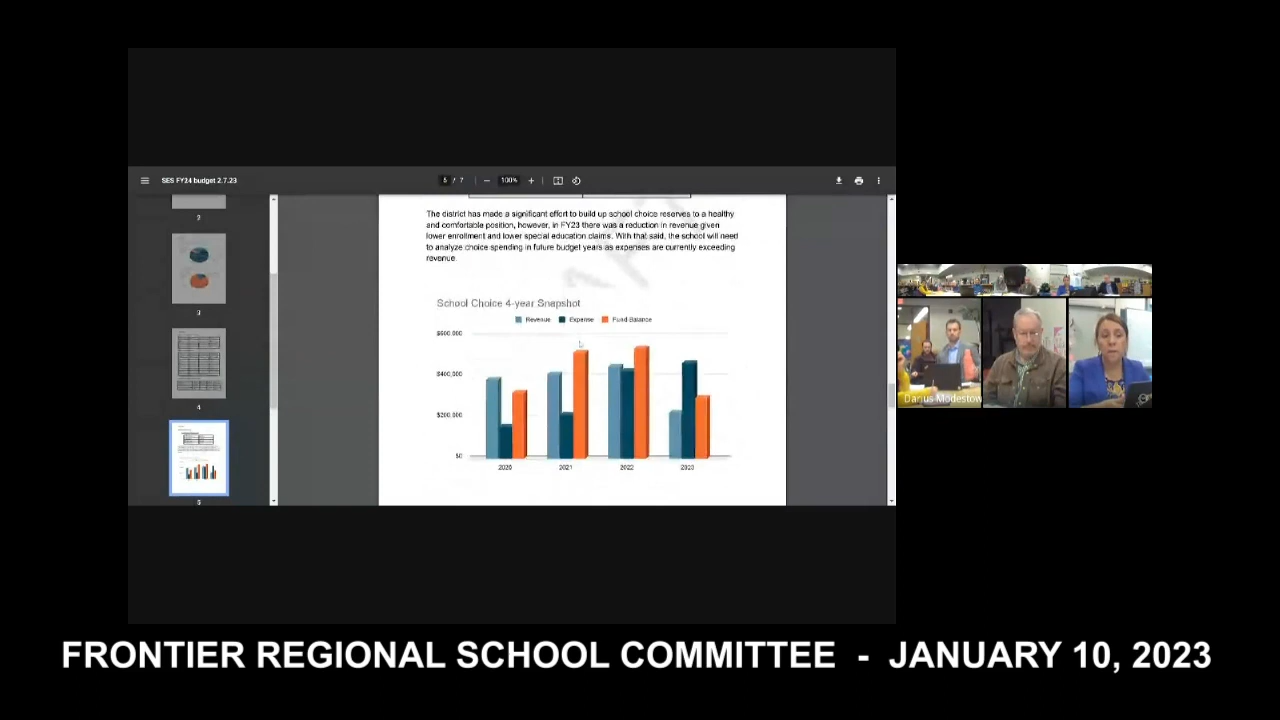 SES FY24 budget 2.7.23
5 / 7
100%
2
3
4
5
The district has made a significant effort to build up school choice reserves to a healthy
and comfortable position, however, in FY23 there was a reduction in revenue given
lower enrollment and lower special education claims. With that said, the school will need
to analyze choice spending in future budget years as expenses are currently exceeding
revenue.
School Choice 4-year Snapshot
Revenue Expense Fund Balance
$600,000
$400,000
$200,000
$0
2020 2021 2022 2023
Darius Modestow
FRONTIER REGIONAL SCHOOL COMMITTEE - JANUARY 10, 2023